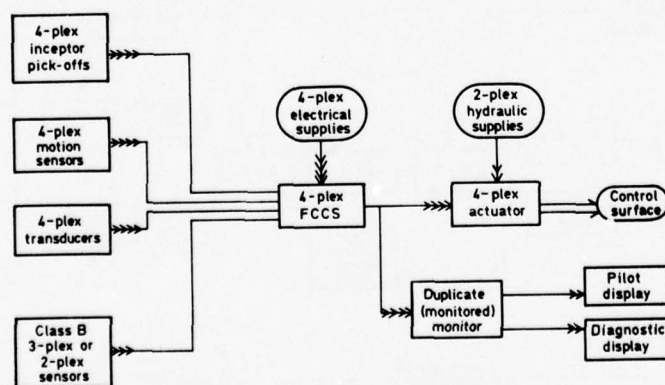 4-plex
inceptor
pick-offs
4-plex
motion
sensors
4-plex
transducers
Class B
3-plex or
2-plex
sensors
4-plex
electrical
supplies
2-plex
hydraulic
supplies
4-plex
FCCS
4-plex
actuator
Control
surface
Duplicate
(monitored)
monitor
Pilot
display
Diagnostic
display